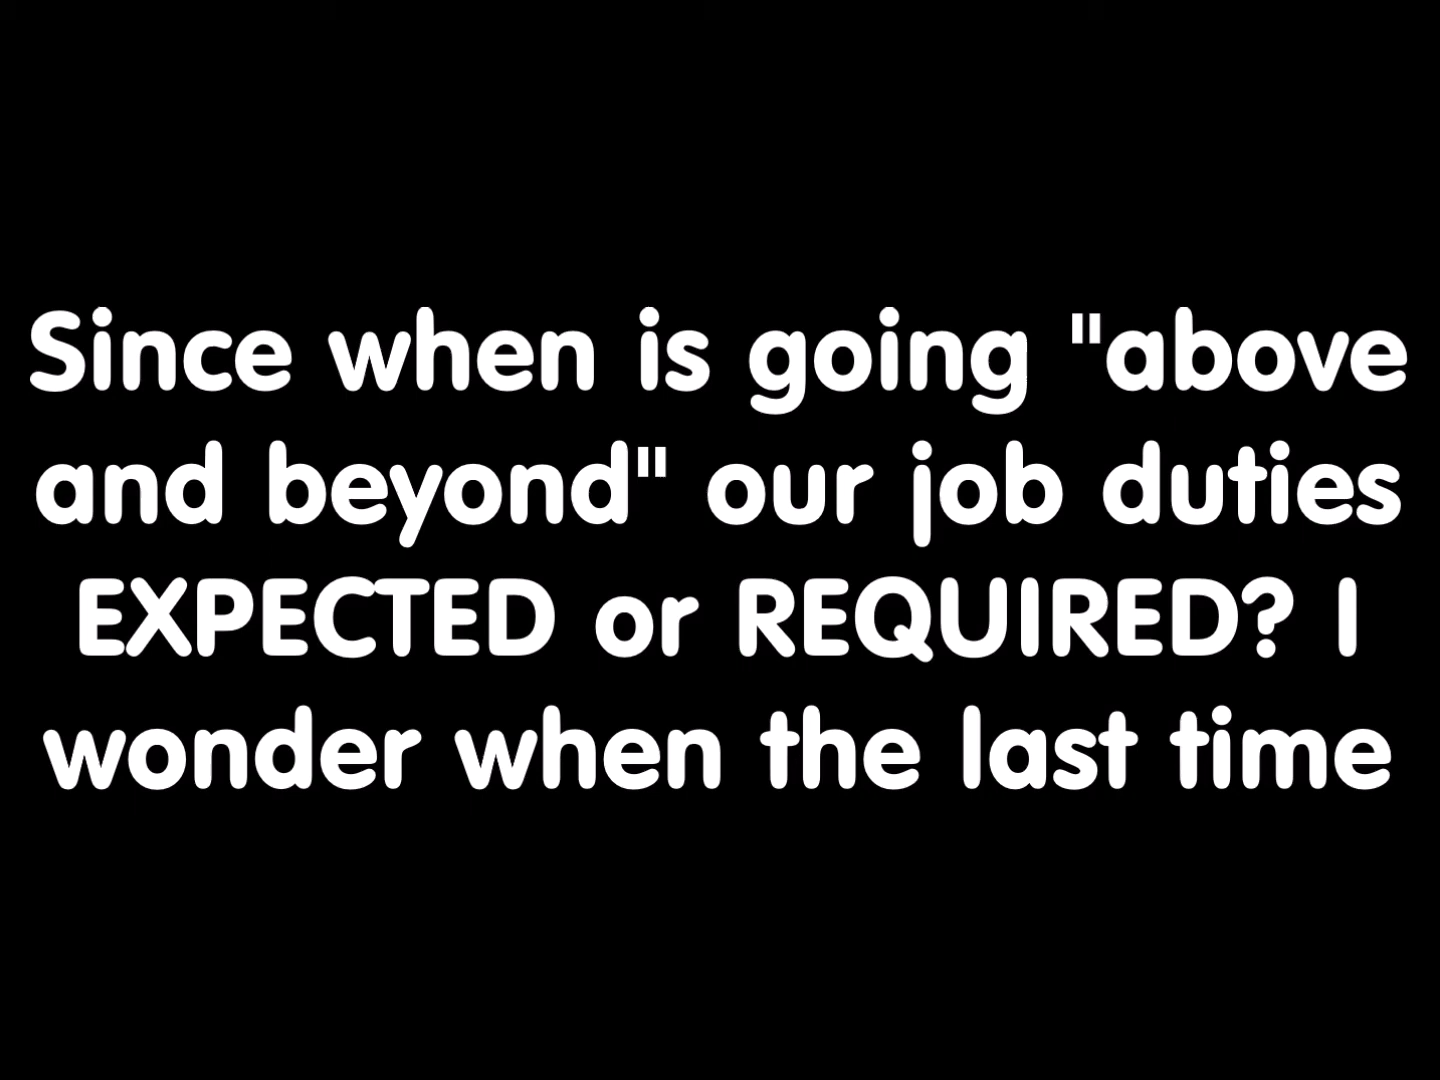 Since when is going "above
and beyond" our job duties
EXPECTED or REQUIRED? I
wonder when the last time